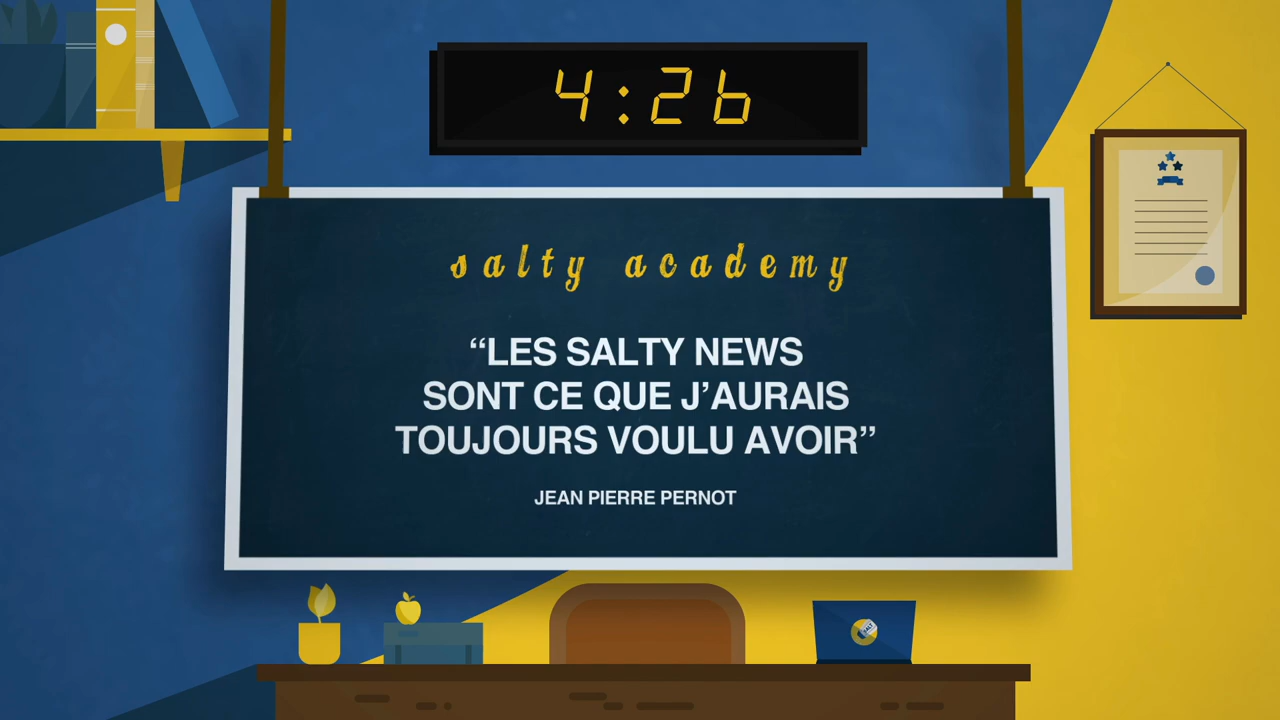 4:26
salty academy
“LES SALTY NEWS
SONT CE QUE J’AURAIS
TOUJOURS VOULU AVOIR”
JEAN PIERRE PERNOT